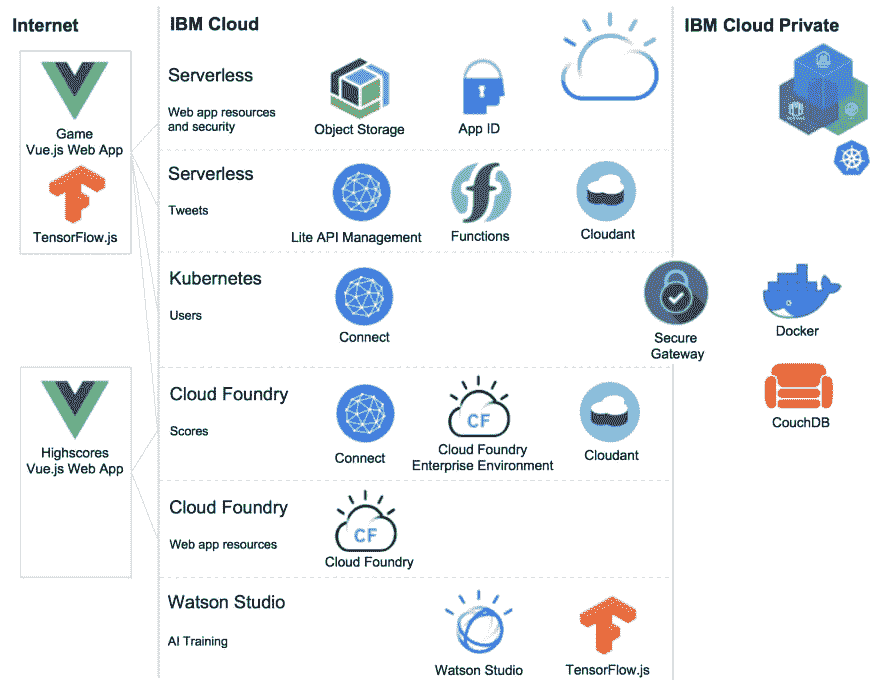 Internet
IBM Cloud
IBM Cloud Private
Game
Vue.js Web App
TensorFlow.js
Serverless
Web app resources
and security
Object Storage
App ID
Serverless
Tweets
Lite API Management
Functions
Cloudant
Kubernetes
Users
Connect
Secure
Gateway
Docker
Highscores
Vue.js Web App
Cloud Foundry
Scores
Connect
CF
Cloud Foundry
Enterprise Environment
Cloudant
CouchDB
Cloud Foundry
Web app resources
CF
Cloud Foundry
Watson Studio
AI Training
Watson Studio
TensorFlow.js